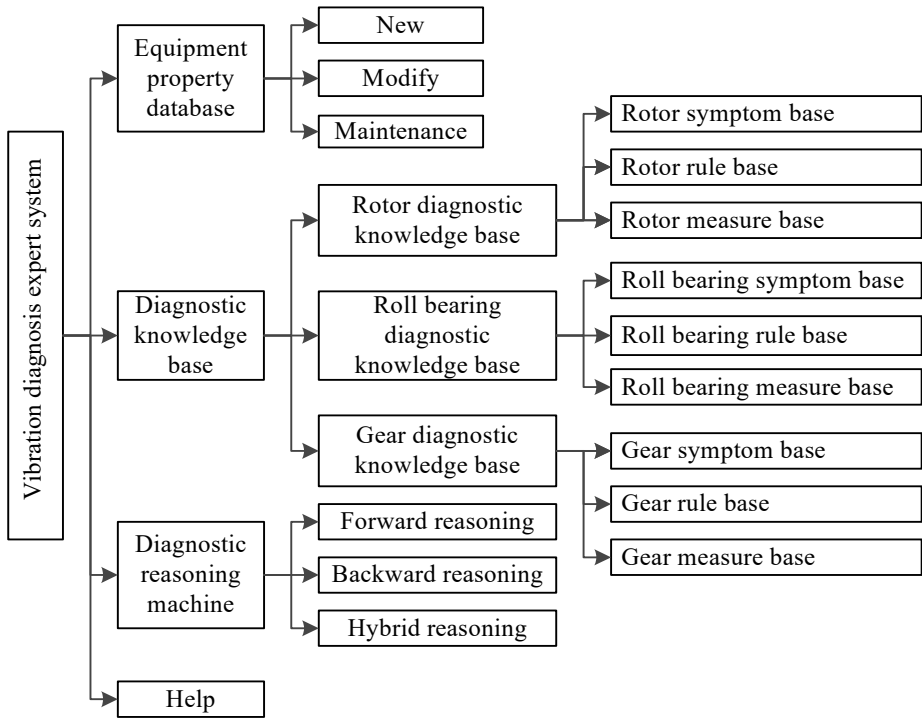 Vibration diagnosis expert system
Equipment
property
database
New
Modify
Maintenance
Diagnostic
knowledge
base
Rotor diagnostic
knowledge base
Rotor symptom base
Rotor rule base
Rotor measure base
Roll bearing
diagnostic
knowledge base
Roll bearing symptom base
Roll bearing rule base
Roll bearing measure base
Gear diagnostic
knowledge base
Gear symptom base
Gear rule base
Gear measure base
Diagnostic
reasoning
machine
Forward reasoning
Backward reasoning
Hybrid reasoning
Help